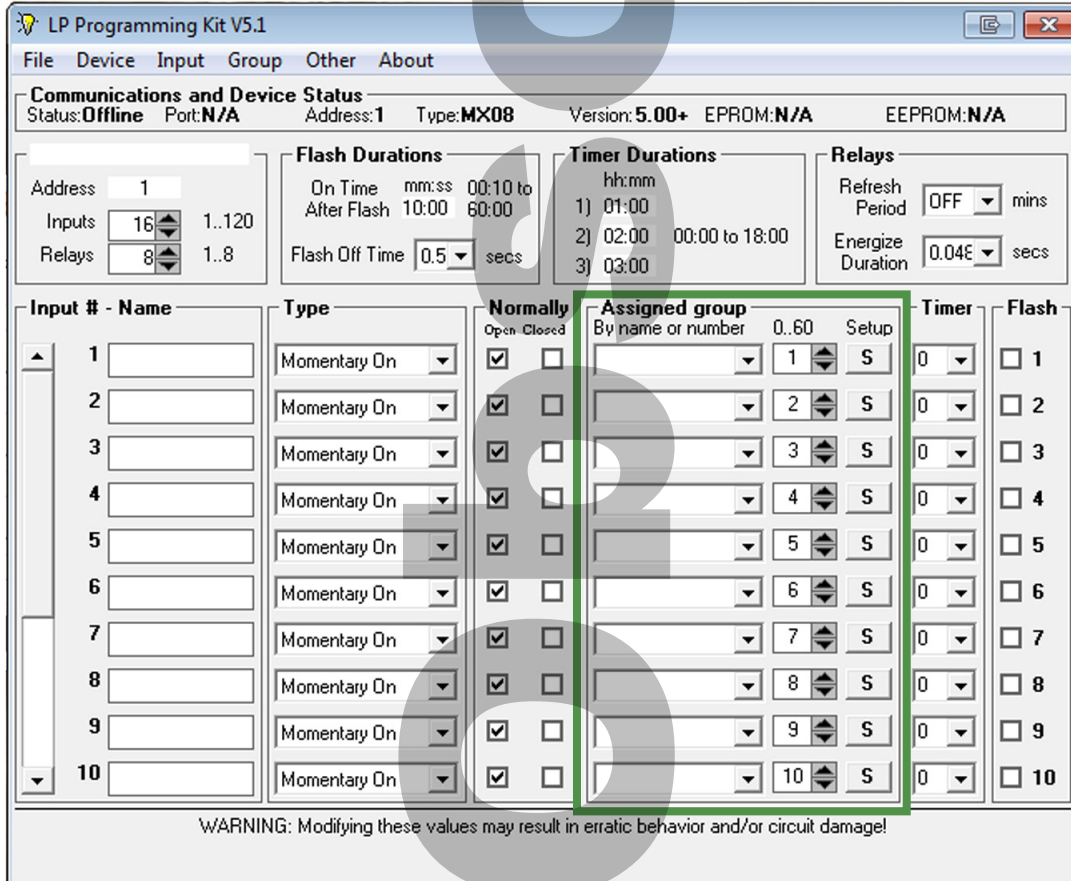 LP Programming Kit V5.1
File Device Input Group Other About
Communications and Device Status
Status:Offline Port:N/A Address:1 Type:MX08 Version:5.00+ EPROM:N/A EEPROM:N/A
Address 1
Inputs 16 1..120
Relays 8 1..8
Flash Durations
On Time mm:ss 00:10 to
After Flash 10:00 60:00
Flash Off Time 0.5 secs
Timer Durations
hh:mm
1) 01:00
2) 02:00 00:00 to 18:00
3) 03:00
Relays
Refresh
Period OFF mins
Energize
Duration 0.048 secs
Input # - Name Type Normally Assigned group Timer Flash
Open Closed By name or number 0..60 Setup
1 Momentary On 1 S 0 1
2 Momentary On 2 S 0 2
3 Momentary On 3 S 0 3
4 Momentary On 4 S 0 4
5 Momentary On 5 S 0 5
6 Momentary On 6 S 0 6
7 Momentary On 7 S 0 7
8 Momentary On 8 S 0 8
9 Momentary On 9 S 0 9
10 Momentary On 10 S 0 10
WARNING: Modifying these values may result in erratic behavior and/or circuit damage!